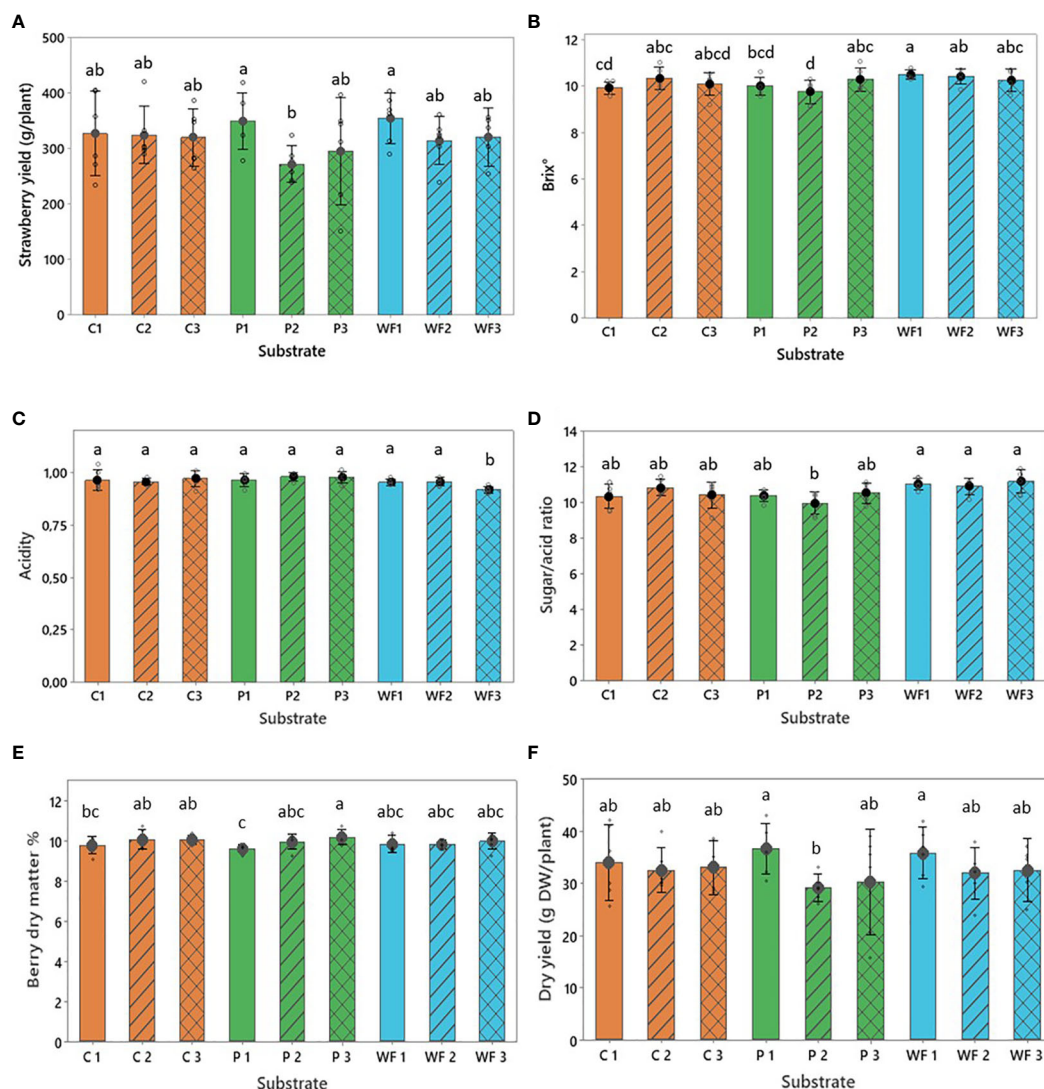 A
Strawberry yield (g/plant)
500
400
300
200
100
0
ab ab ab a b ab a ab ab
C1 C2 C3 P1 P2 P3 WF1 WF2 WF3
Substrate
B
Brix°
12
10
8
6
4
2
0
cd abc abcd bcd d abc a ab abc
C1 C2 C3 P1 P2 P3 WF1 WF2 WF3
Substrate
C
Acidity
1,00
0,75
0,50
0,25
0,00
a a a a a a a a b
C1 C2 C3 P1 P2 P3 WF1 WF2 WF3
Substrate
D
Sugar/acid ratio
14
12
10
8
6
4
2
0
ab ab ab ab b ab a a a
C1 C2 C3 P1 P2 P3 WF1 WF2 WF3
Substrate
E
Berry dry matter %
12
10
8
6
4
2
0
bc ab ab c abc a abc abc abc
C 1 C 2 C 3 P 1 P 2 P 3 WF 1 WF 2 WF 3
Substrate
F
Dry yield (g DW/plant)
50
40
30
20
10
0
ab ab ab a b ab a ab ab
C 1 C 2 C 3 P 1 P 2 P 3 WF 1 WF 2 WF 3
Substrate